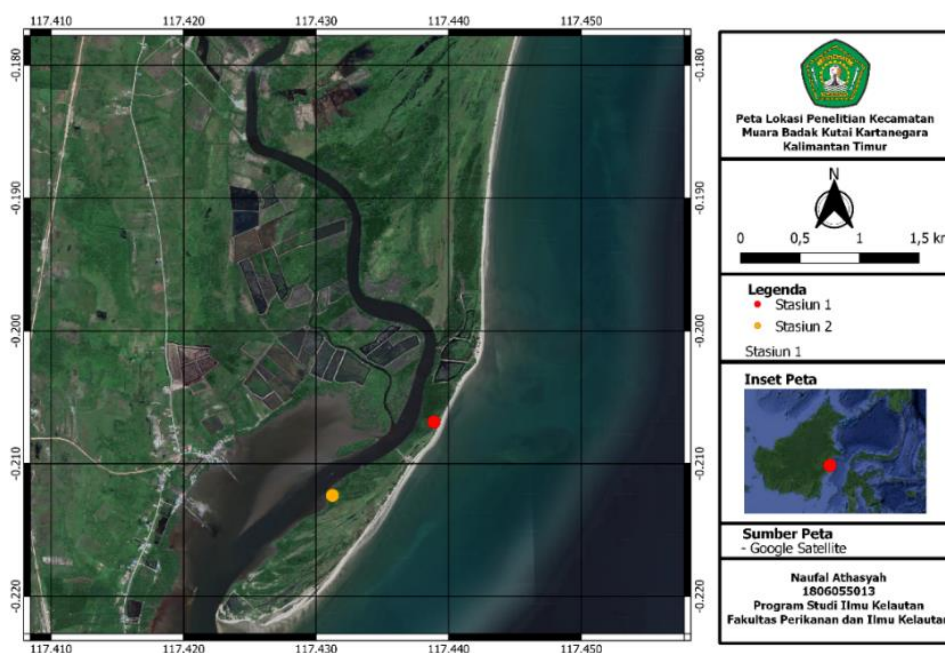 117.410 117.420 117.430 117.440 117.450
-0.180
-0.190
-0.200
-0.210
-0.220
-0.180
-0.190
-0.200
-0.210
-0.220
117.410 117.420 117.430 117.440 117.450
Peta Lokasi Penelitian Kecamatan
Muara Badak Kutai Kartanegara
Kalimantan Timur
N
0 0,5 1 1,5 km
Legenda
Stasiun 1
Stasiun 2
Stasiun 1
Inset Peta
Sumber Peta
- Google Satellite
Naufal Athasyah
1806055013
Program Studi Ilmu Kelautan
Fakultas Perikanan dan Ilmu Kelautan